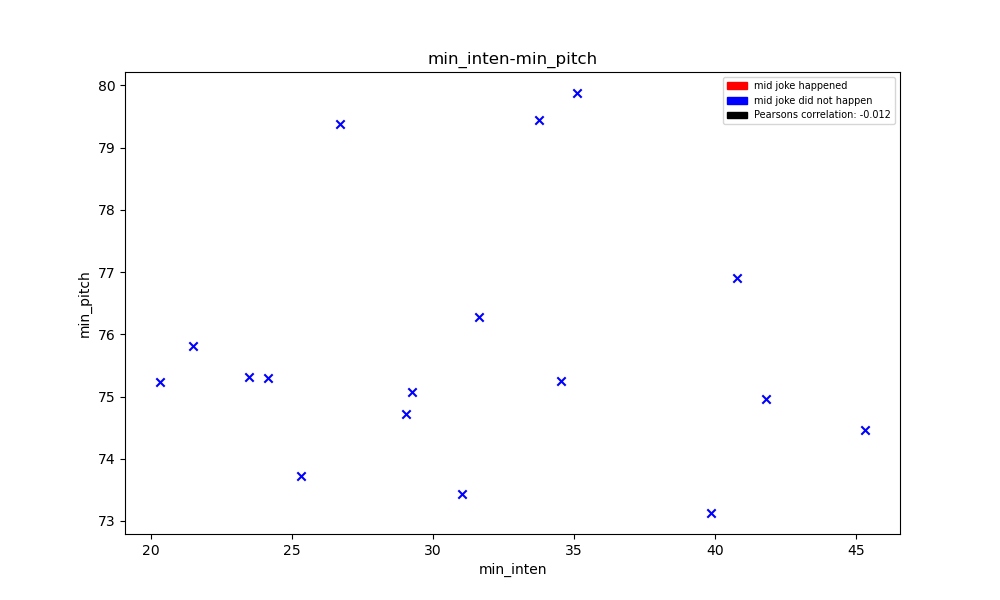 min_inten-min_pitch
mid joke happened
mid joke did not happen
Pearsons correlation: -0.012
80
79
78
77
76
75
74
73
min_pitch
20 25 30 35 40 45
min_inten